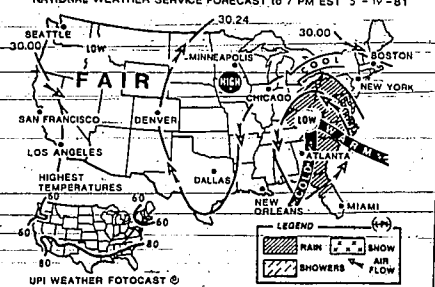 NATIONAL WEATHER SERVICE FORECAST to 7 PM EST 5 - 19 - 81
30.24
SEATTLE
30.00
30.00
LOW
MINNEAPOLIS
BOSTON
COOL
FAIR
HIGH
NEW YORK
CHICAGO
SAN FRANCISCO
DENVER
LOW
WARM
LOS ANGELES
ATLANTA
HIGHEST
TEMPERATURES
DALLAS
COLD
60
60
NEW
ORLEANS
MIAMI
60
60
LEGEND
RAIN
SNOW
80
80
SHOWERS
AIR
FLOW
UPI WEATHER FOTOCAST ©